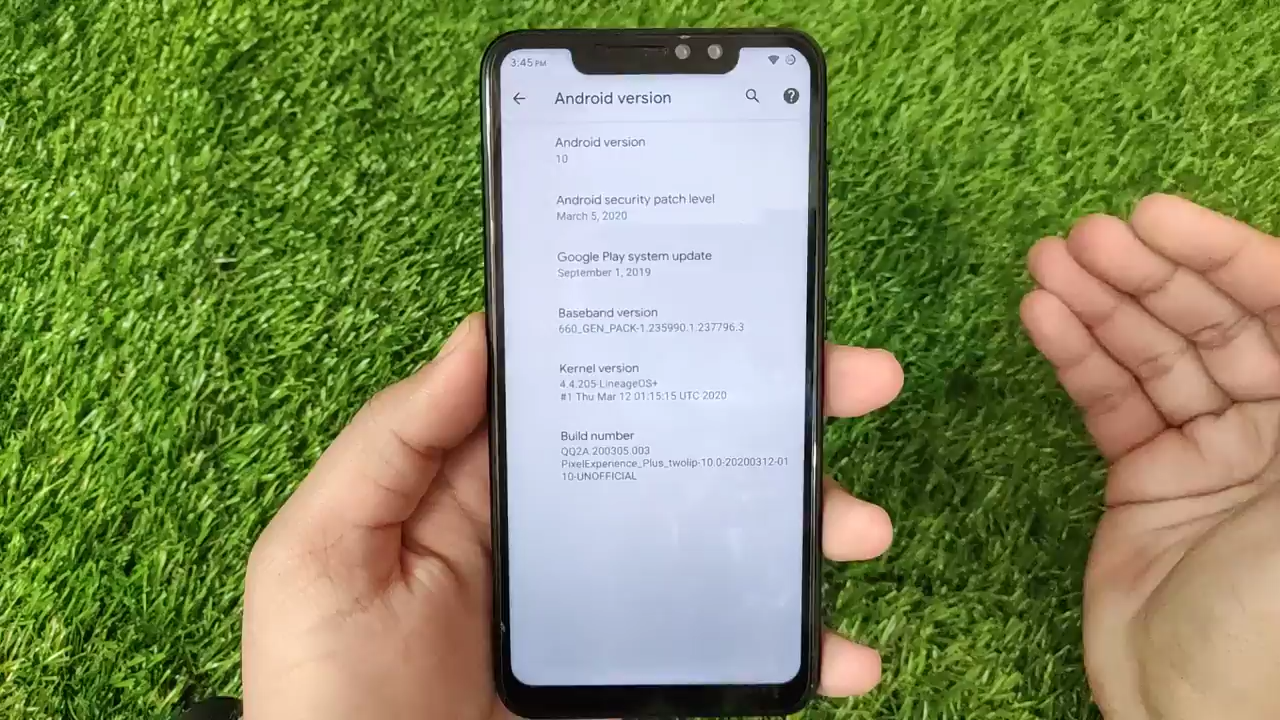 3:45 PM
Android version
Android version
10
Android security patch level
March 5, 2020
Google Play system update
September 1, 2019
Baseband version
660_GEN_PACK-1.235990.1.237796.3
Kernel version
4.4.205-LineageOS+
#1 Thu Mar 12 01:15:15 UTC 2020
Build number
QQ2A.200305.003
PixelExperience_Plus_twolip-10.0-20200312-01
10-UNOFFICIAL